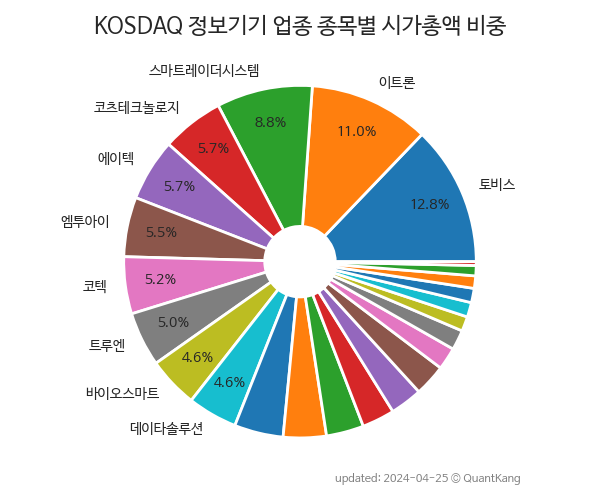 KOSDAQ 정보기기 업종 종목별 시가총액 비중
스마트레이더시스템
이트론
코츠테크놀로지
8.8%
11.0%
에이텍
5.7%
토비스
5.7%
12.8%
엠투아이
5.5%
코텍
5.2%
트루엔
5.0%
바이오스마트
4.6%
데이타솔루션
4.6%
updated: 2024-04-25 © QuantKang